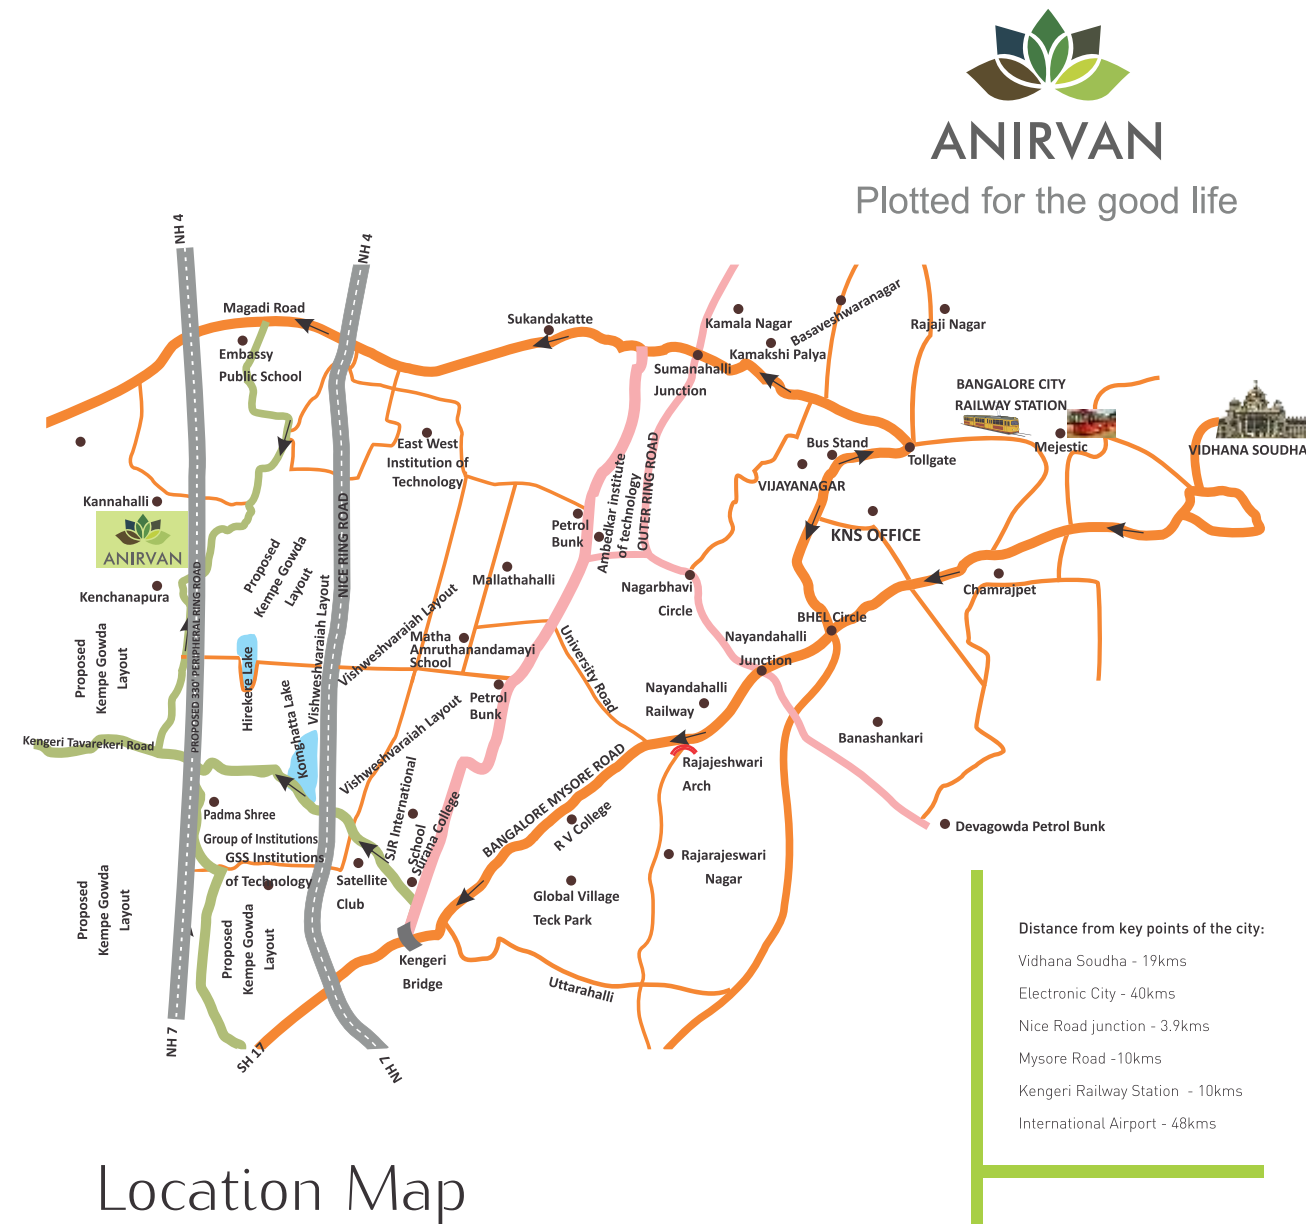 ANIRVAN
Plotted for the good life
NH 4
NH 4
Magadi Road
Embassy
Public School
Sukandakatte
Kamala Nagar
Kamakshi Palya
Basaveshwaranagar
Rajaji Nagar
Sumanahalli
Junction
BANGALORE CITY
RAILWAY STATION
Mejestic
VIDHANA SOUDHA
East West
Institution of
Technology
Bus Stand
Tollgate
VIJAYANAGAR
KNS OFFICE
Kannahalli
ANIRVAN
Kenchanapura
Petrol
Bunk
Ambedkar institute
of technology
OUTER RING ROAD
NICE RING ROAD
PROPOSED 330' PERIPHERAL RING ROAD
Proposed
Kempe Gowda
Layout
Mallathahalli
Nagarbhavi
Circle
Chamrajpet
BHEL Circle
Nayandahalli
Junction
Proposed
Kempe Gowda
Layout
Vishweshvaraiah Layout
Vishweshvaraiah Layout
Matha
Amruthanandamayi
School
University Road
Hirekere Lake
Komghatta Lake
Petrol
Bunk
Nayandahalli
Railway
Banashankari
Kengeri Tavarekeri Road
Vishweshvaraiah Layout
Rajajeshwari
Arch
BANGALORE MYSORE ROAD
Padma Shree
Group of Institutions
GSS Institutions
of Technology
SJR International
School
Surana College
R V College
Devagowda Petrol Bunk
Satellite
Club
Rajarajeswari
Nagar
Global Village
Teck Park
Proposed
Kempe Gowda
Layout
Proposed
Kempe Gowda
Layout
Kengeri
Bridge
Uttarahalli
NH 7
SH 17
NH 7
Distance from key points of the city:
Vidhana Soudha - 19kms
Electronic City - 40kms
Nice Road junction - 3.9kms
Mysore Road -10kms
Kengeri Railway Station - 10kms
International Airport - 48kms
Location Map